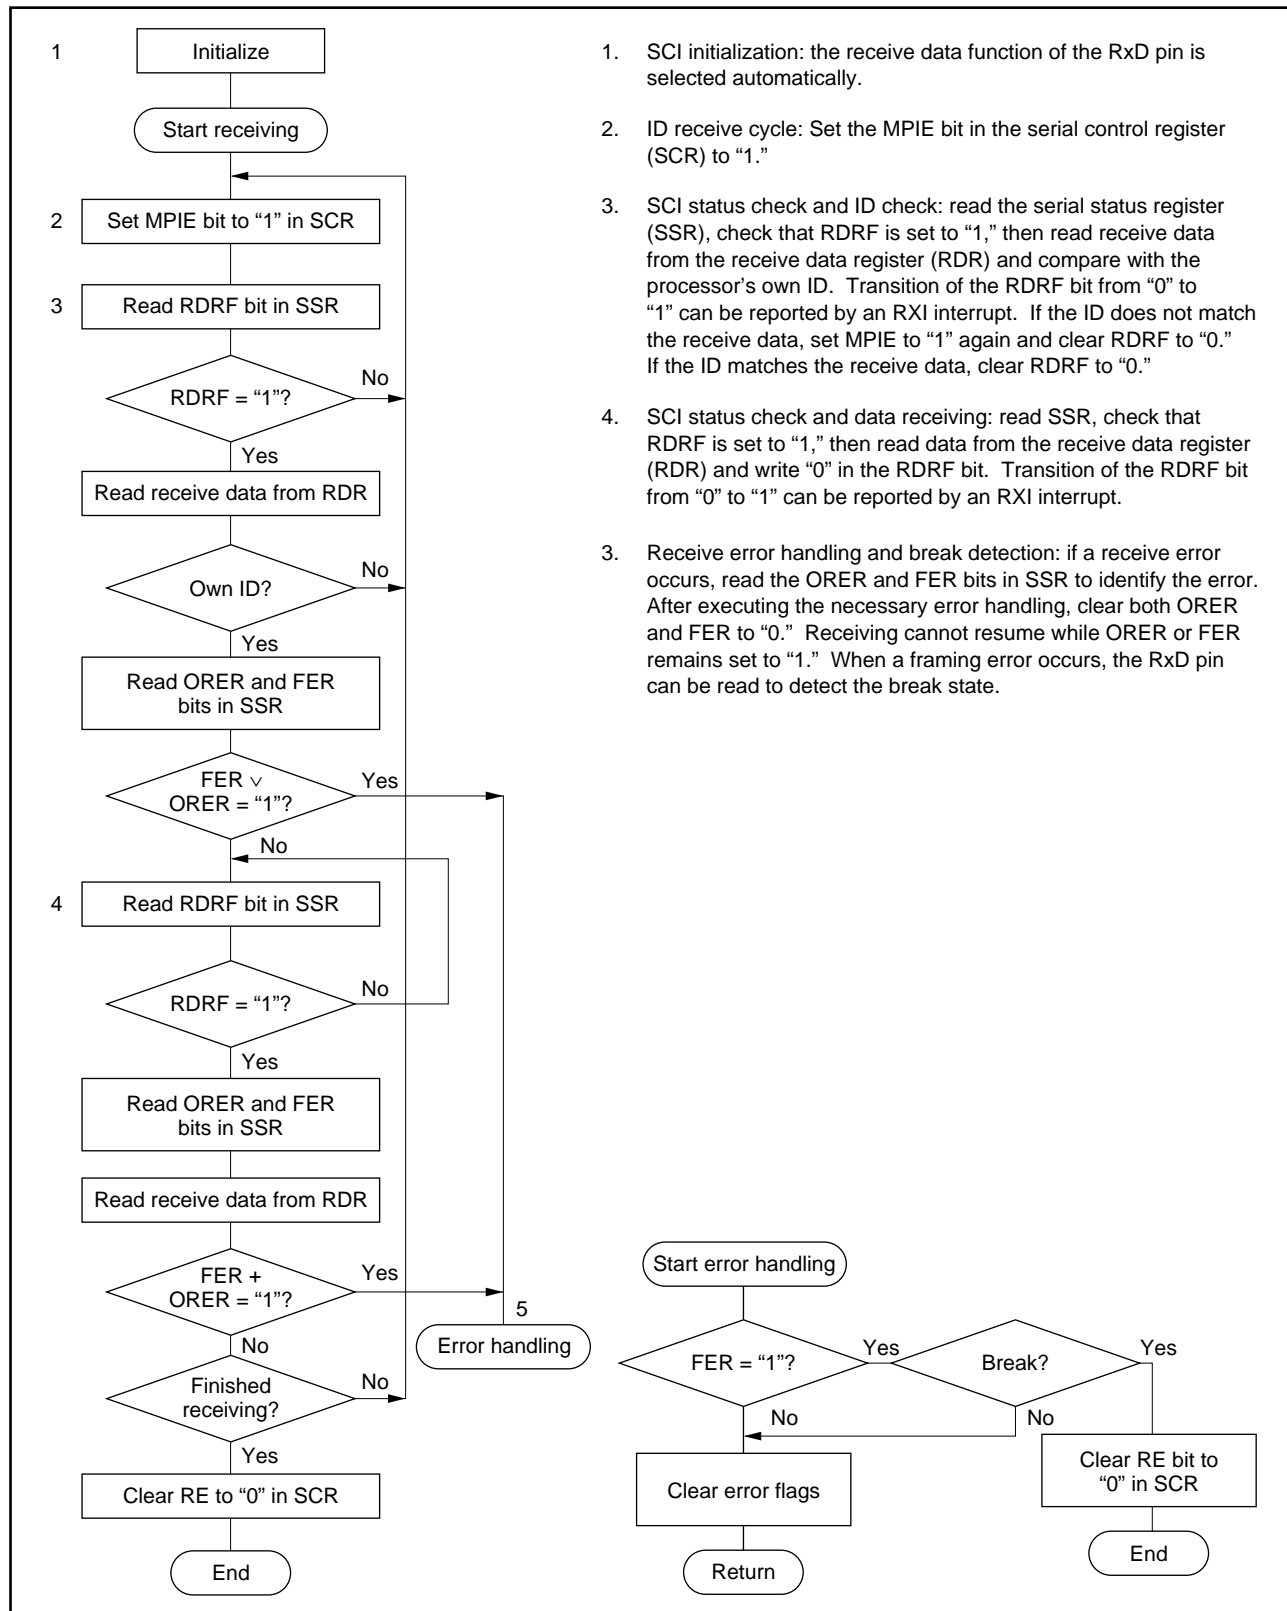 1
Initialize
Start receiving
2
Set MPIE bit to “1” in SCR
3
Read RDRF bit in SSR
RDRF = “1”?
No
Yes
Read receive data from RDR
Own ID?
No
Yes
Read ORER and FER
bits in SSR
FER ∨
ORER = “1”?
Yes
No
4
Read RDRF bit in SSR
RDRF = “1”?
No
Yes
Read ORER and FER
bits in SSR
Read receive data from RDR
FER +
ORER = “1”?
Yes
No
5
Error handling
Finished
receiving?
No
Yes
Clear RE to “0” in SCR
End
1. SCI initialization: the receive data function of the RxD pin is
selected automatically.
2. ID receive cycle: Set the MPIE bit in the serial control register
(SCR) to “1.”
3. SCI status check and ID check: read the serial status register
(SSR), check that RDRF is set to “1,” then read receive data
from the receive data register (RDR) and compare with the
processor’s own ID. Transition of the RDRF bit from “0” to
“1” can be reported by an RXI interrupt. If the ID does not match
the receive data, set MPIE to “1” again and clear RDRF to “0.”
If the ID matches the receive data, clear RDRF to “0.”
4. SCI status check and data receiving: read SSR, check that
RDRF is set to “1,” then read data from the receive data register
(RDR) and write “0” in the RDRF bit. Transition of the RDRF bit
from “0” to “1” can be reported by an RXI interrupt.
3. Receive error handling and break detection: if a receive error
occurs, read the ORER and FER bits in SSR to identify the error.
After executing the necessary error handling, clear both ORER
and FER to “0.” Receiving cannot resume while ORER or FER
remains set to “1.” When a framing error occurs, the RxD pin
can be read to detect the break state.
Start error handling
FER = “1”?
Yes
Break?
Yes
No
No
Clear error flags
Clear RE bit to
“0” in SCR
Return
End